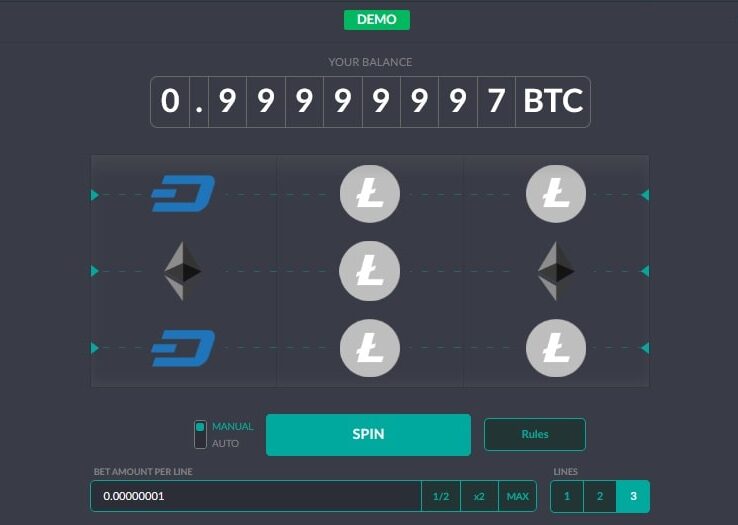 DEMO
YOUR BALANCE
0.99999997 BTC
MANUAL
AUTO
SPIN
Rules
BET AMOUNT PER LINE
LINES
0.00000001
1/2
x2
MAX
1
2
3